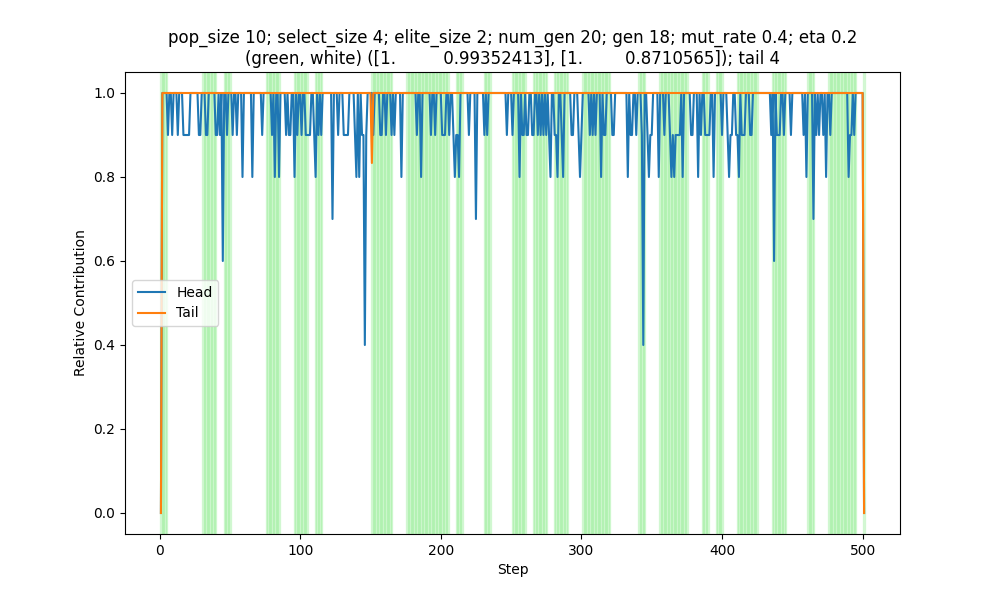 pop_size 10; select_size 4; elite_size 2; num_gen 20; gen 18; mut_rate 0.4; eta 0.2
(green, white) ([1. 0.99352413], [1. 0.8710565]); tail 4
1.0
0.8
0.6
0.4
0.2
0.0
Relative Contribution
Head
Tail
0 100 200 300 400 500
Step